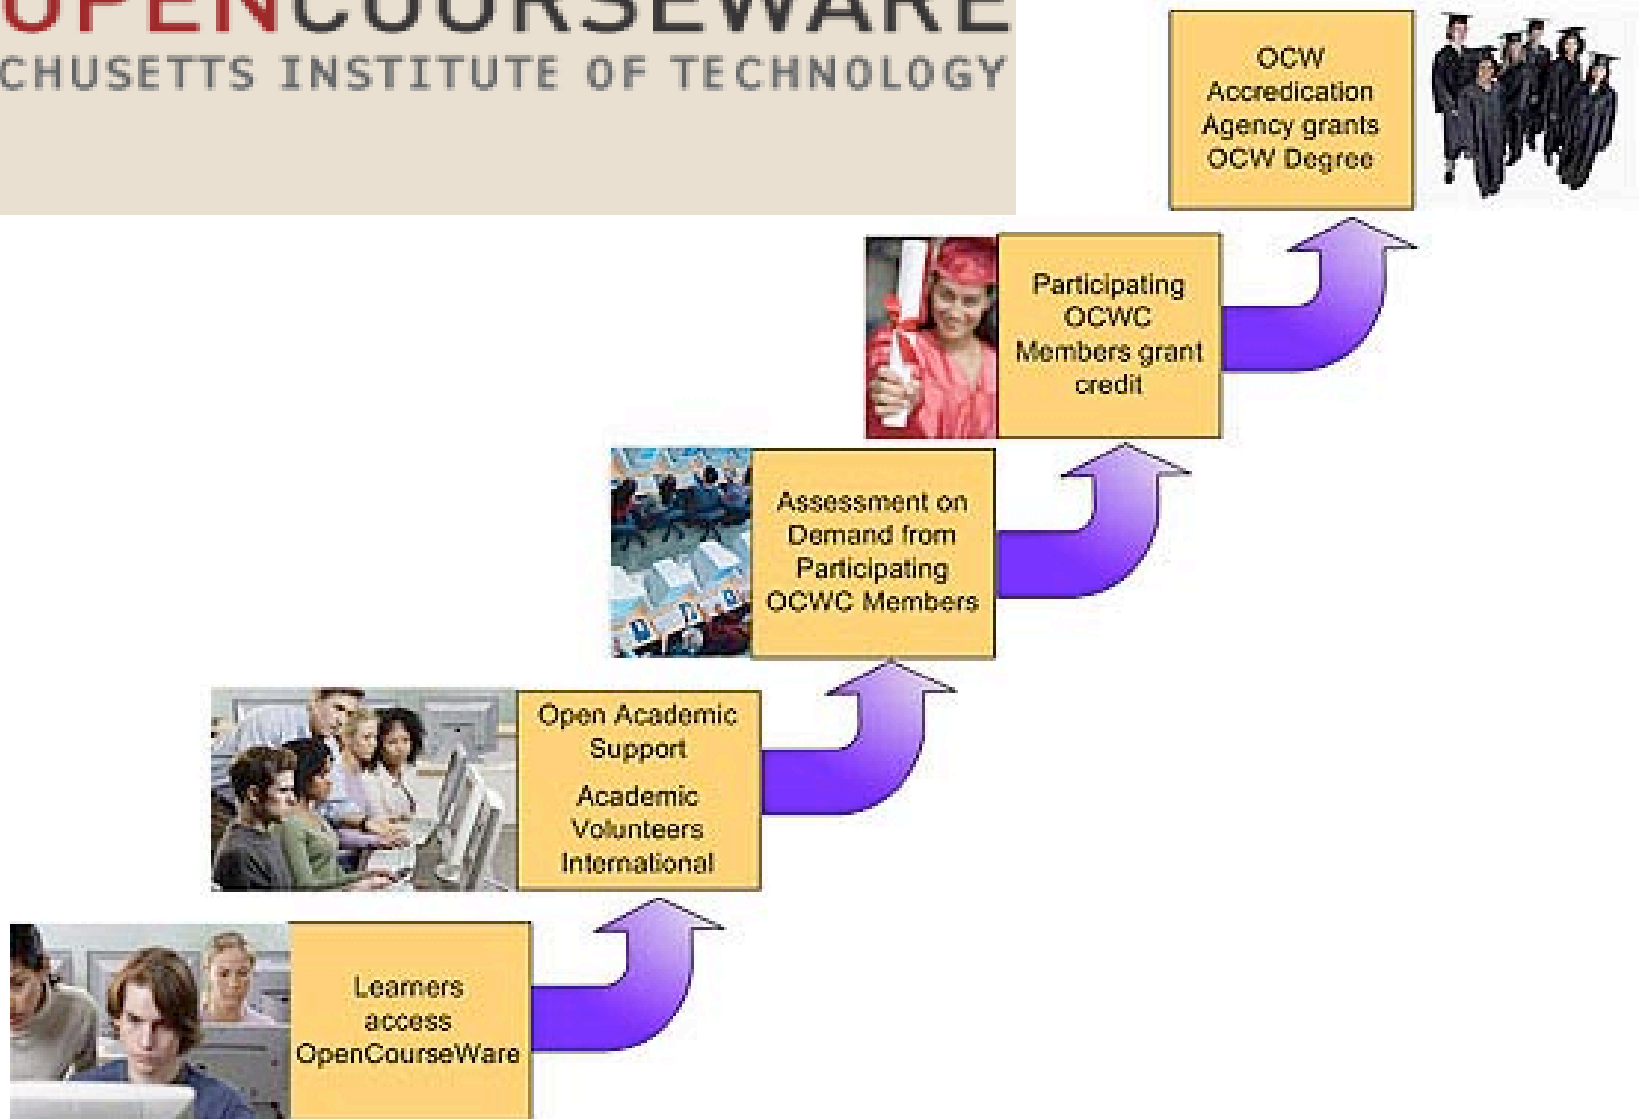 OPENCOURSEWARE
CHUSETTS INSTITUTE OF TECHNOLOGY
OCW
Accredication
Agency grants
OCW Degree
Participating
OCWC
Members grant
credit
Assessment on
Demand from
Participating
OCWC Members
Open Academic
Support
Academic
Volunteers
International
Learners
access
OpenCourseWare